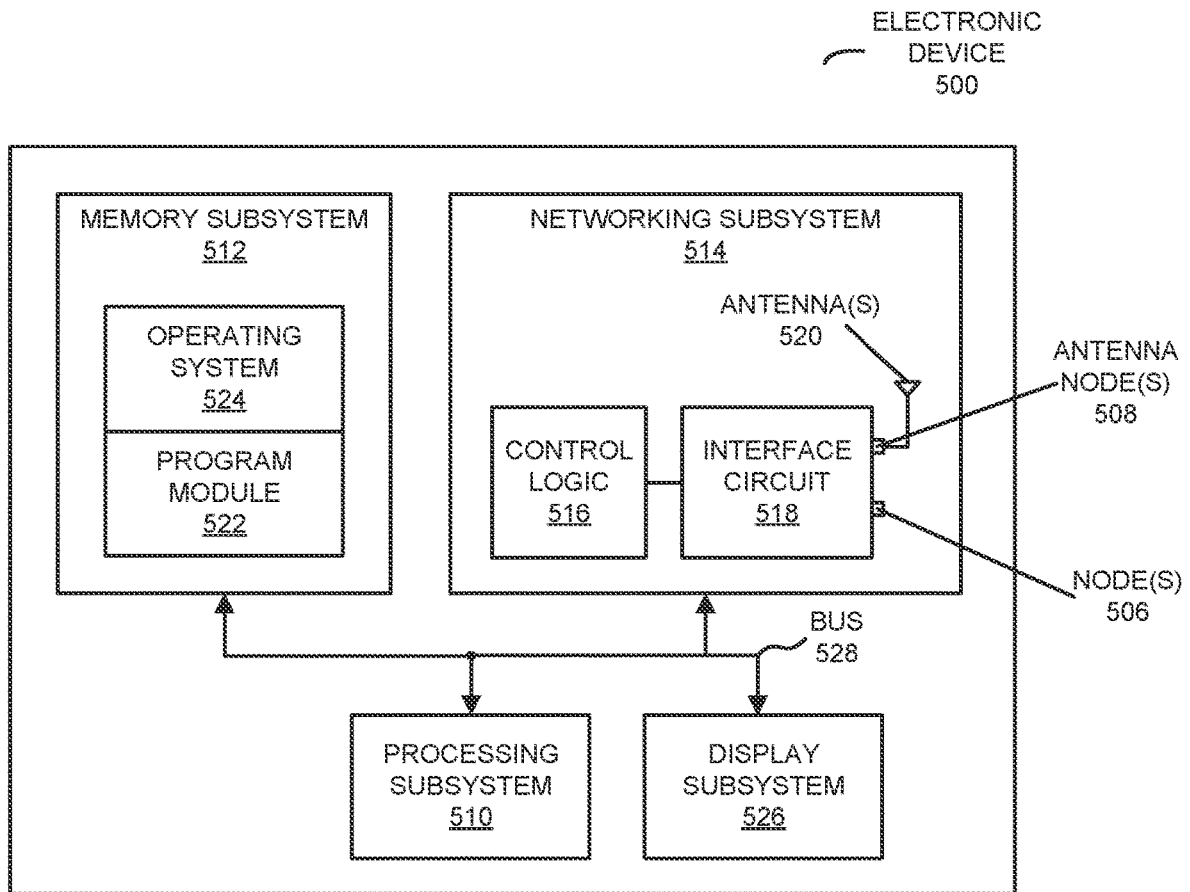 ELECTRONIC
DEVICE
500
MEMORY SUBSYSTEM
512
OPERATING
SYSTEM
524
PROGRAM
MODULE
522
NETWORKING SUBSYSTEM
514
ANTENNA(S)
520
CONTROL
LOGIC
516
INTERFACE
CIRCUIT
518
ANTENNA
NODE(S)
508
NODE(S)
506
BUS
528
PROCESSING
SUBSYSTEM
510
DISPLAY
SUBSYSTEM
526